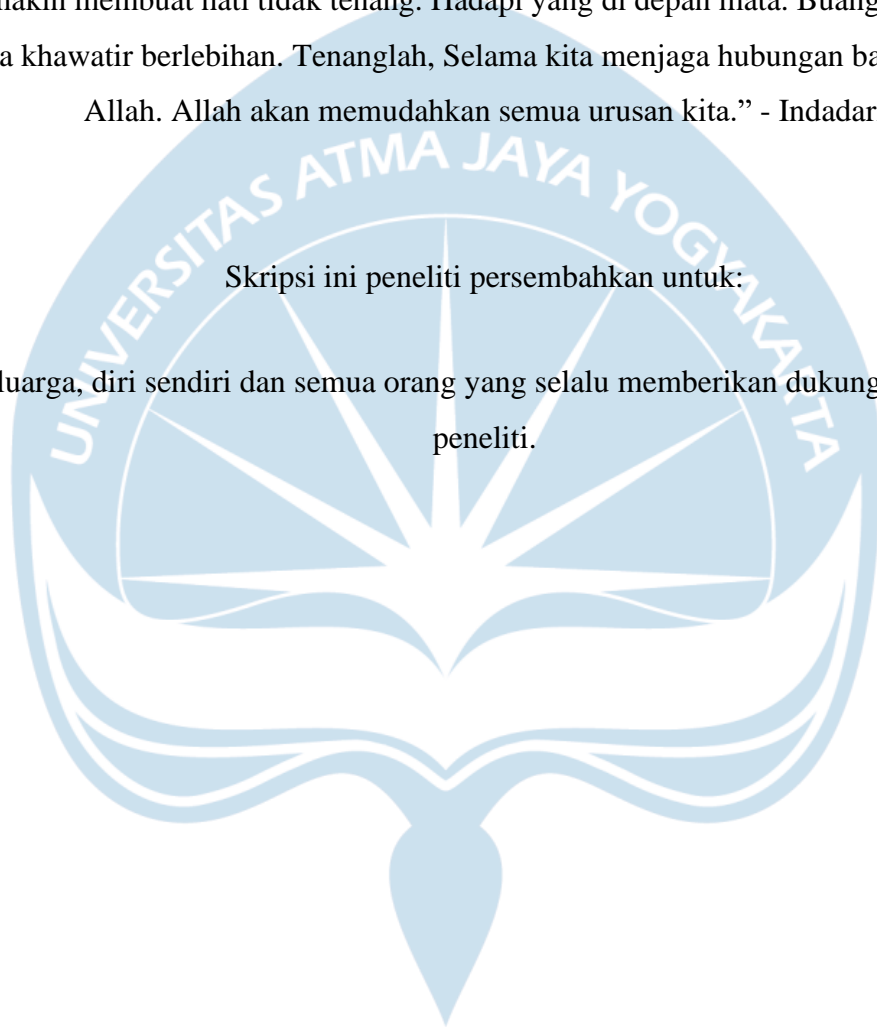 makin membuat hati tidak tenang. Hadapi yang di depan mata. Buang
a khawatir berlebihan. Tenanglah, Selama kita menjaga hubungan ba
Allah. Allah akan memudahkan semua urusan kita.” - Indadari
UNIVERSITAS ATMA JAYA YOGYAKARTA
Skripsi ini peneliti persembahkan untuk:
luarga, diri sendiri dan semua orang yang selalu memberikan dukung
peneliti.